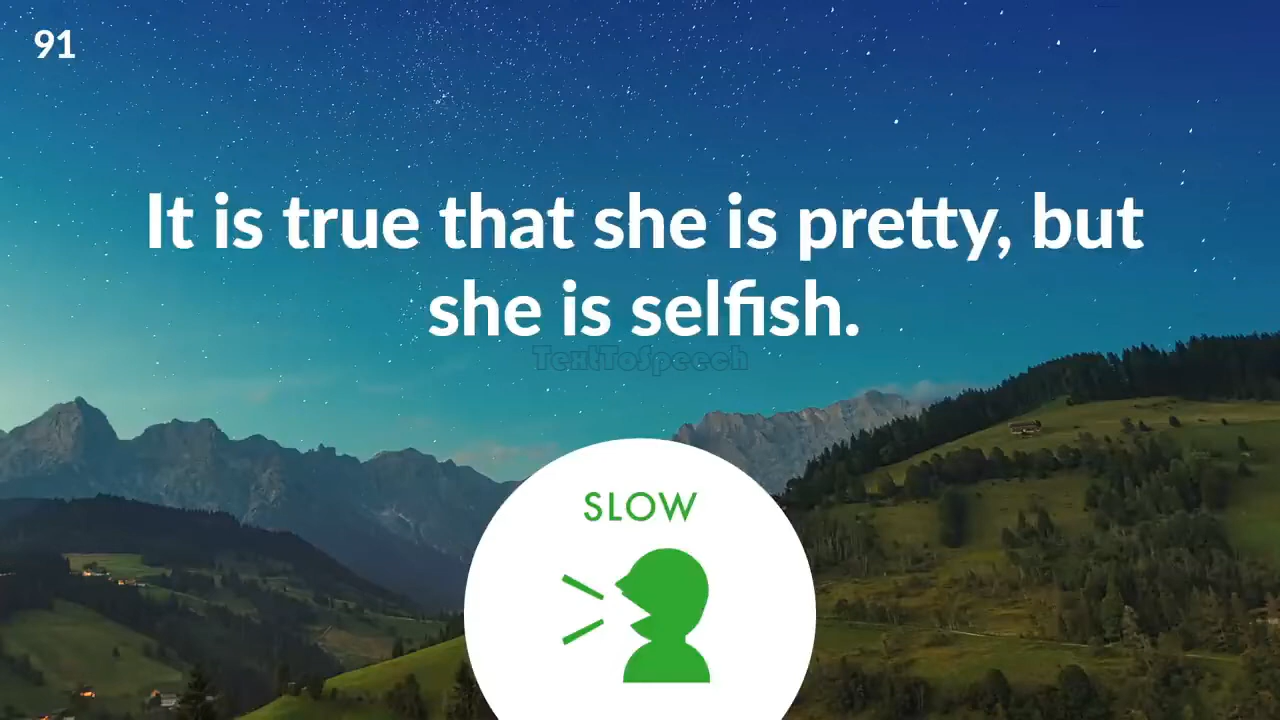 91
It is true that she is pretty, but
she is selfish.
TextToSpeech
SLOW